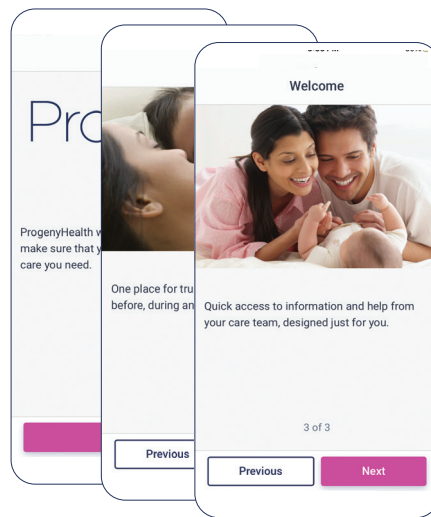 Pro
ProgenyHealth w
make sure that y
care you need.
One place for tru
before, during an
Previous
Welcome
Quick access to information and help from
your care team, designed just for you.
3 of 3
Previous
Next